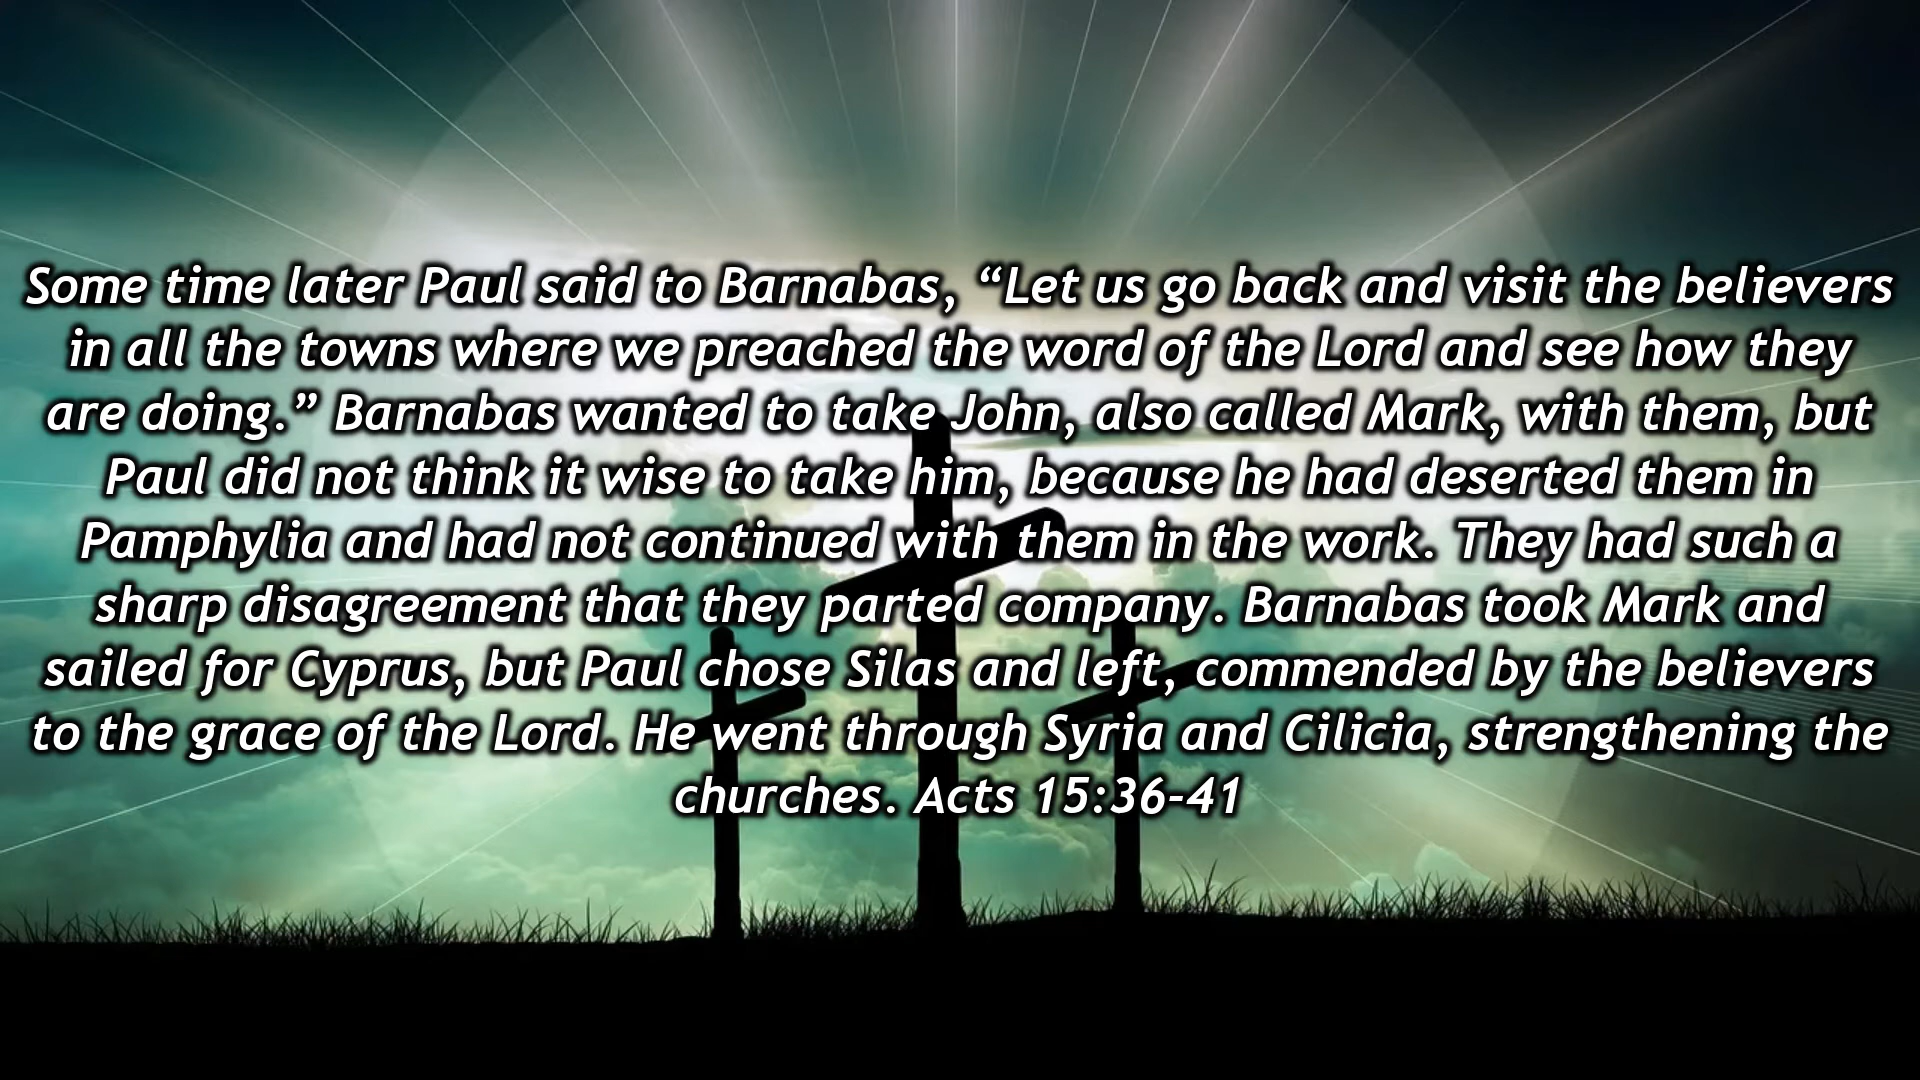 Some time later Paul said to Barnabas, “Let us go back and visit the believers
in all the towns where we preached the word of the Lord and see how they
are doing.” Barnabas wanted to take John, also called Mark, with them, but
Paul did not think it wise to take him, because he had deserted them in
Pamphylia and had not continued with them in the work. They had such a
sharp disagreement that they parted company. Barnabas took Mark and
sailed for Cyprus, but Paul chose Silas and left, commended by the believers
to the grace of the Lord. He went through Syria and Cilicia, strengthening the
churches. Acts 15:36-41